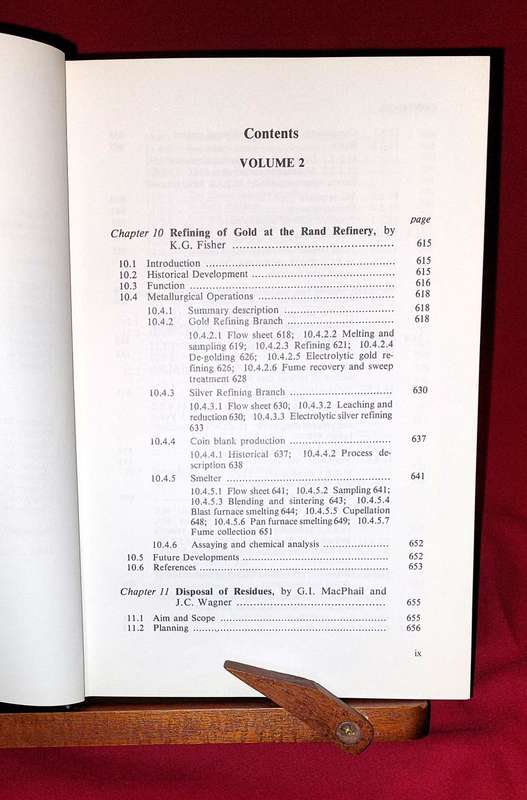 Contents
VOLUME 2
page
Chapter 10 Refining of Gold at the Rand Refinery, by
K.G. Fisher ............................................. 615
10.1 Introduction ..................................................... 615
10.2 Historical Development ....................................... 615
10.3 Function ......................................................... 616
10.4 Metallurgical Operations ..................................... 618
10.4.1 Summary description .............................. 618
10.4.2 Gold Refining Branch ............................. 618
10.4.2.1 Flow sheet 618; 10.4.2.2 Melting and
sampling 619; 10.4.2.3 Refining 621; 10.4.2.4
De-golding 626; 10.4.2.5 Electrolytic gold re-
fining 626; 10.4.2.6 Fume recovery and sweep
treatment 628
10.4.3 Silver Refining Branch ............................ 630
10.4.3.1 Flow sheet 630; 10.4.3.2 Leaching and
reduction 630; 10.4.3.3 Electrolytic silver refining
633
10.4.4 Coin blank production ............................ 637
10.4.4.1 Historical 637; 10.4.4.2 Process de-
scription 638
10.4.5 Smelter ............................................. 641
10.4.5.1 Flow sheet 641; 10.4.5.2 Sampling 641;
10.4.5.3 Blending and sintering 643; 10.4.5.4
Blast furnace smelting 644; 10.4.5.5 Cupellation
648; 10.4.5.6 Pan furnace smelting 649; 10.4.5.7
Fume collection 651
10.4.6 Assaying and chemical analysis ................... 652
10.5 Future Developments ......................................... 652
10.6 References .................................................... 653
Chapter 11 Disposal of Residues, by G.I. MacPhail and
J.C. Wagner .......................................... 655
11.1 Aim and Scope ............................................... 655
11.2 Planning ...................................................... 656
ix